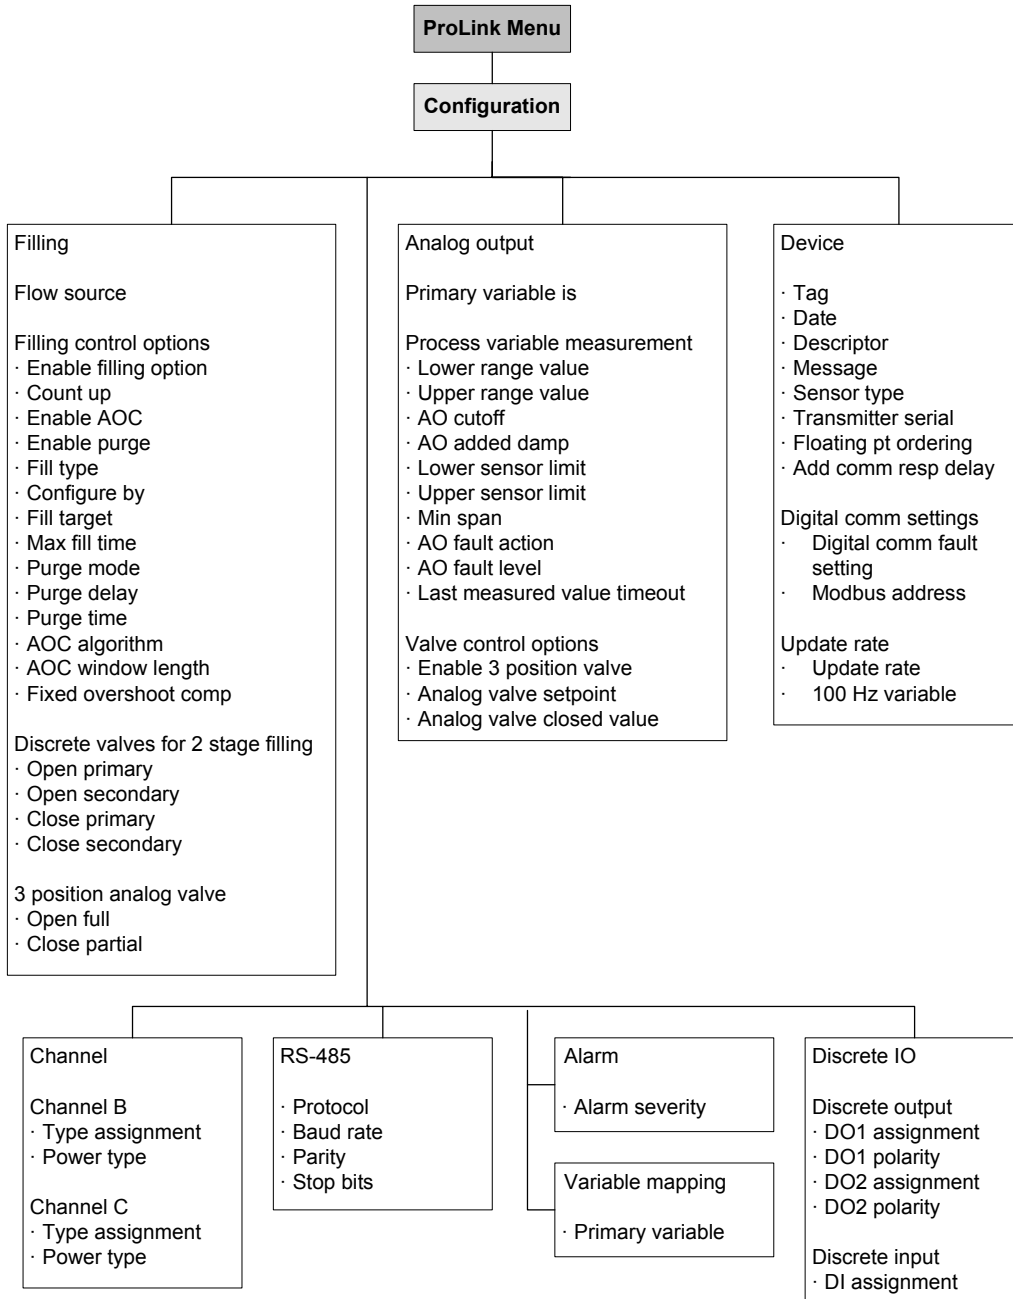 ProLink Menu
Configuration
Filling
Flow source
Filling control options
· Enable filling option
· Count up
· Enable AOC
· Enable purge
· Fill type
· Configure by
· Fill target
· Max fill time
· Purge mode
· Purge delay
· Purge time
· AOC algorithm
· AOC window length
· Fixed overshoot comp
Discrete valves for 2 stage filling
· Open primary
· Open secondary
· Close primary
· Close secondary
3 position analog valve
· Open full
· Close partial
Analog output
Primary variable is
Process variable measurement
· Lower range value
· Upper range value
· AO cutoff
· AO added damp
· Lower sensor limit
· Upper sensor limit
· Min span
· AO fault action
· AO fault level
· Last measured value timeout
Valve control options
· Enable 3 position valve
· Analog valve setpoint
· Analog valve closed value
Device
· Tag
· Date
· Descriptor
· Message
· Sensor type
· Transmitter serial
· Floating pt ordering
· Add comm resp delay
Digital comm settings
· Digital comm fault
setting
· Modbus address
Update rate
· Update rate
· 100 Hz variable
Channel
Channel B
· Type assignment
· Power type
Channel C
· Type assignment
· Power type
RS-485
· Protocol
· Baud rate
· Parity
· Stop bits
Alarm
· Alarm severity
Variable mapping
· Primary variable
Discrete IO
Discrete output
· DO1 assignment
· DO1 polarity
· DO2 assignment
· DO2 polarity
Discrete input
· DI assignment